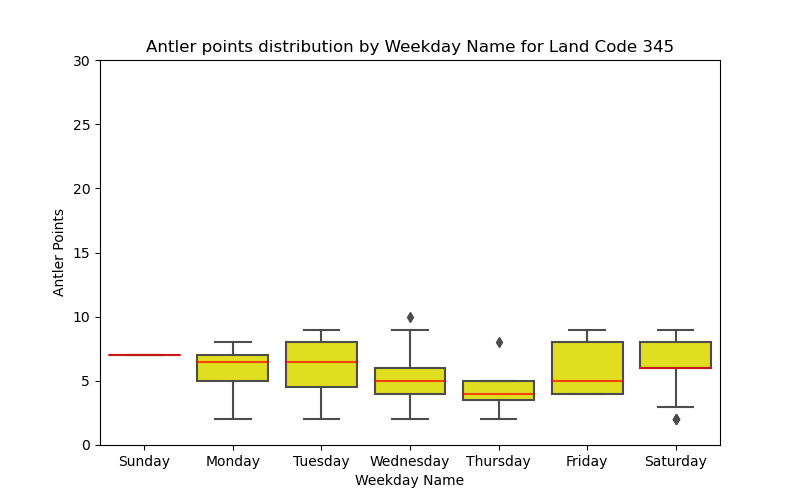 Antler points distribution by Weekday Name for Land Code 345
30
25
20
15
10
5
0
Antler Points
Sunday Monday Tuesday Wednesday Thursday Friday Saturday
Weekday Name